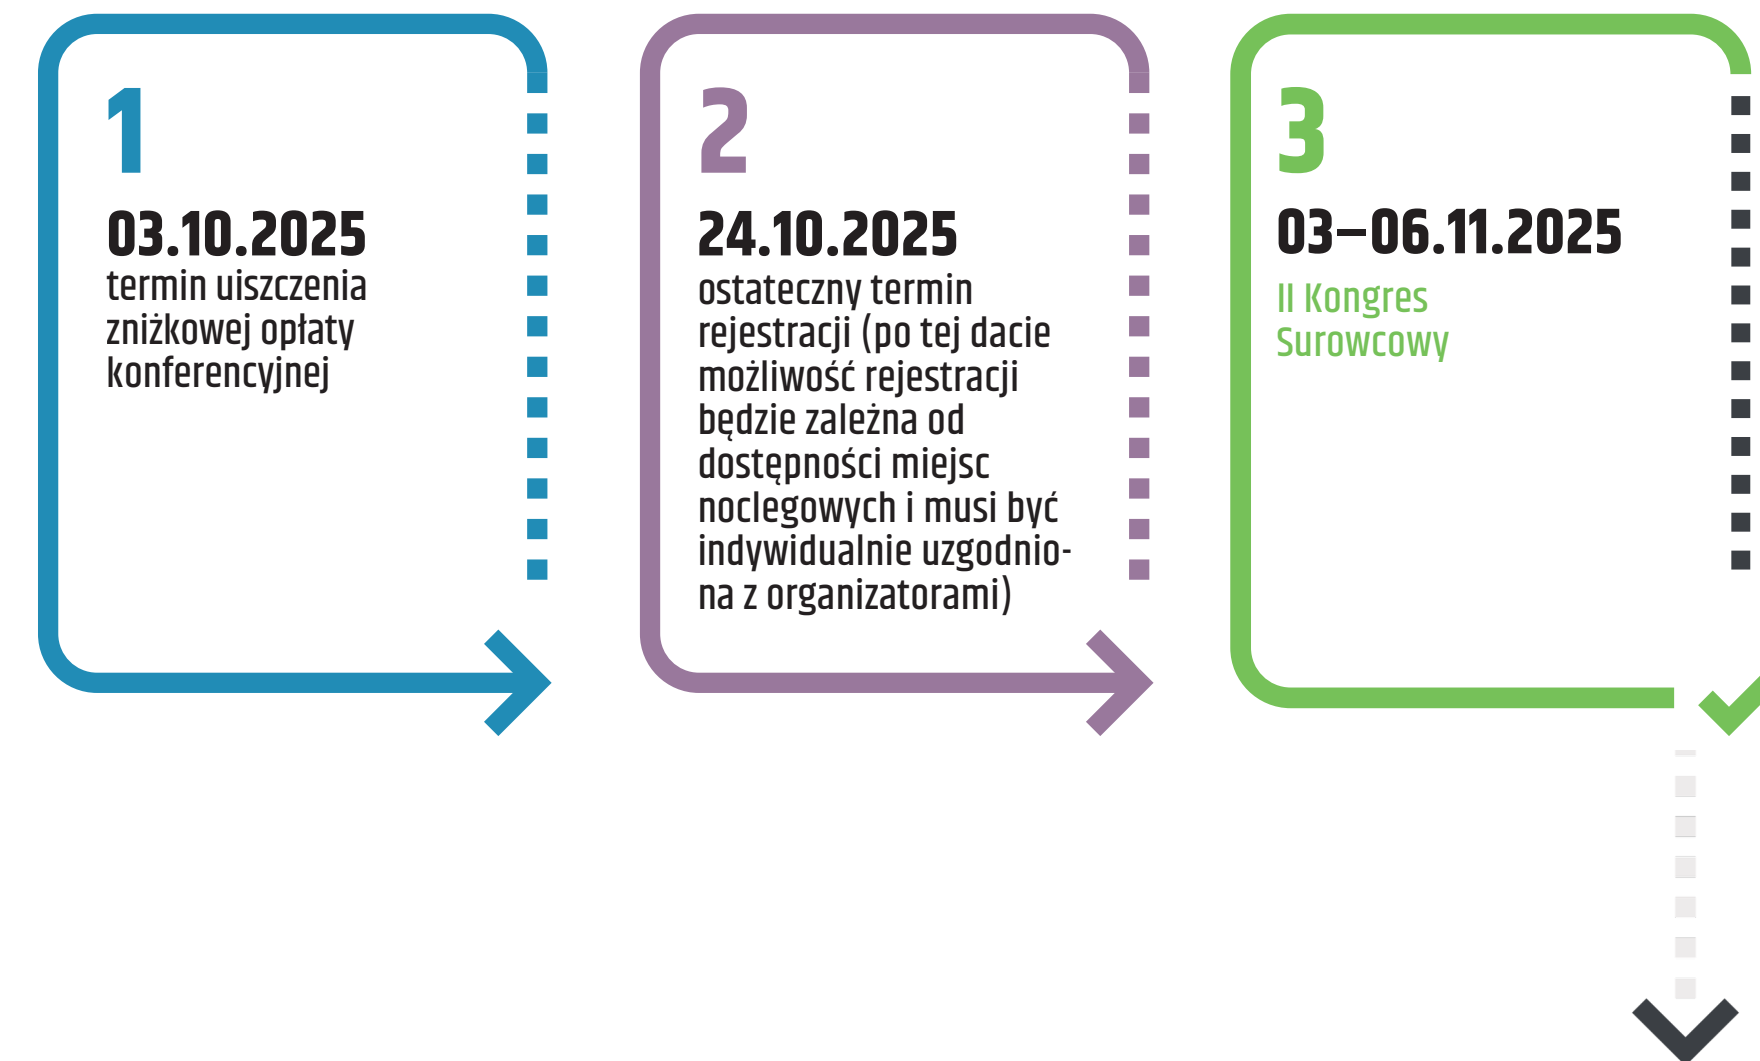 1
03.10.2025
termin uiszczenia
zniżkowej opłaty
konferencyjnej
2
24.10.2025
ostateczny termin
rejestracji (po tej dacie
możliwość rejestracji
będzie zależna od
dostępności miejsc
noclegowych i musi być
indywidualnie uzgodnio-
na z organizatorami)
3
03–06.11.2025
II Kongres
Surowcowy